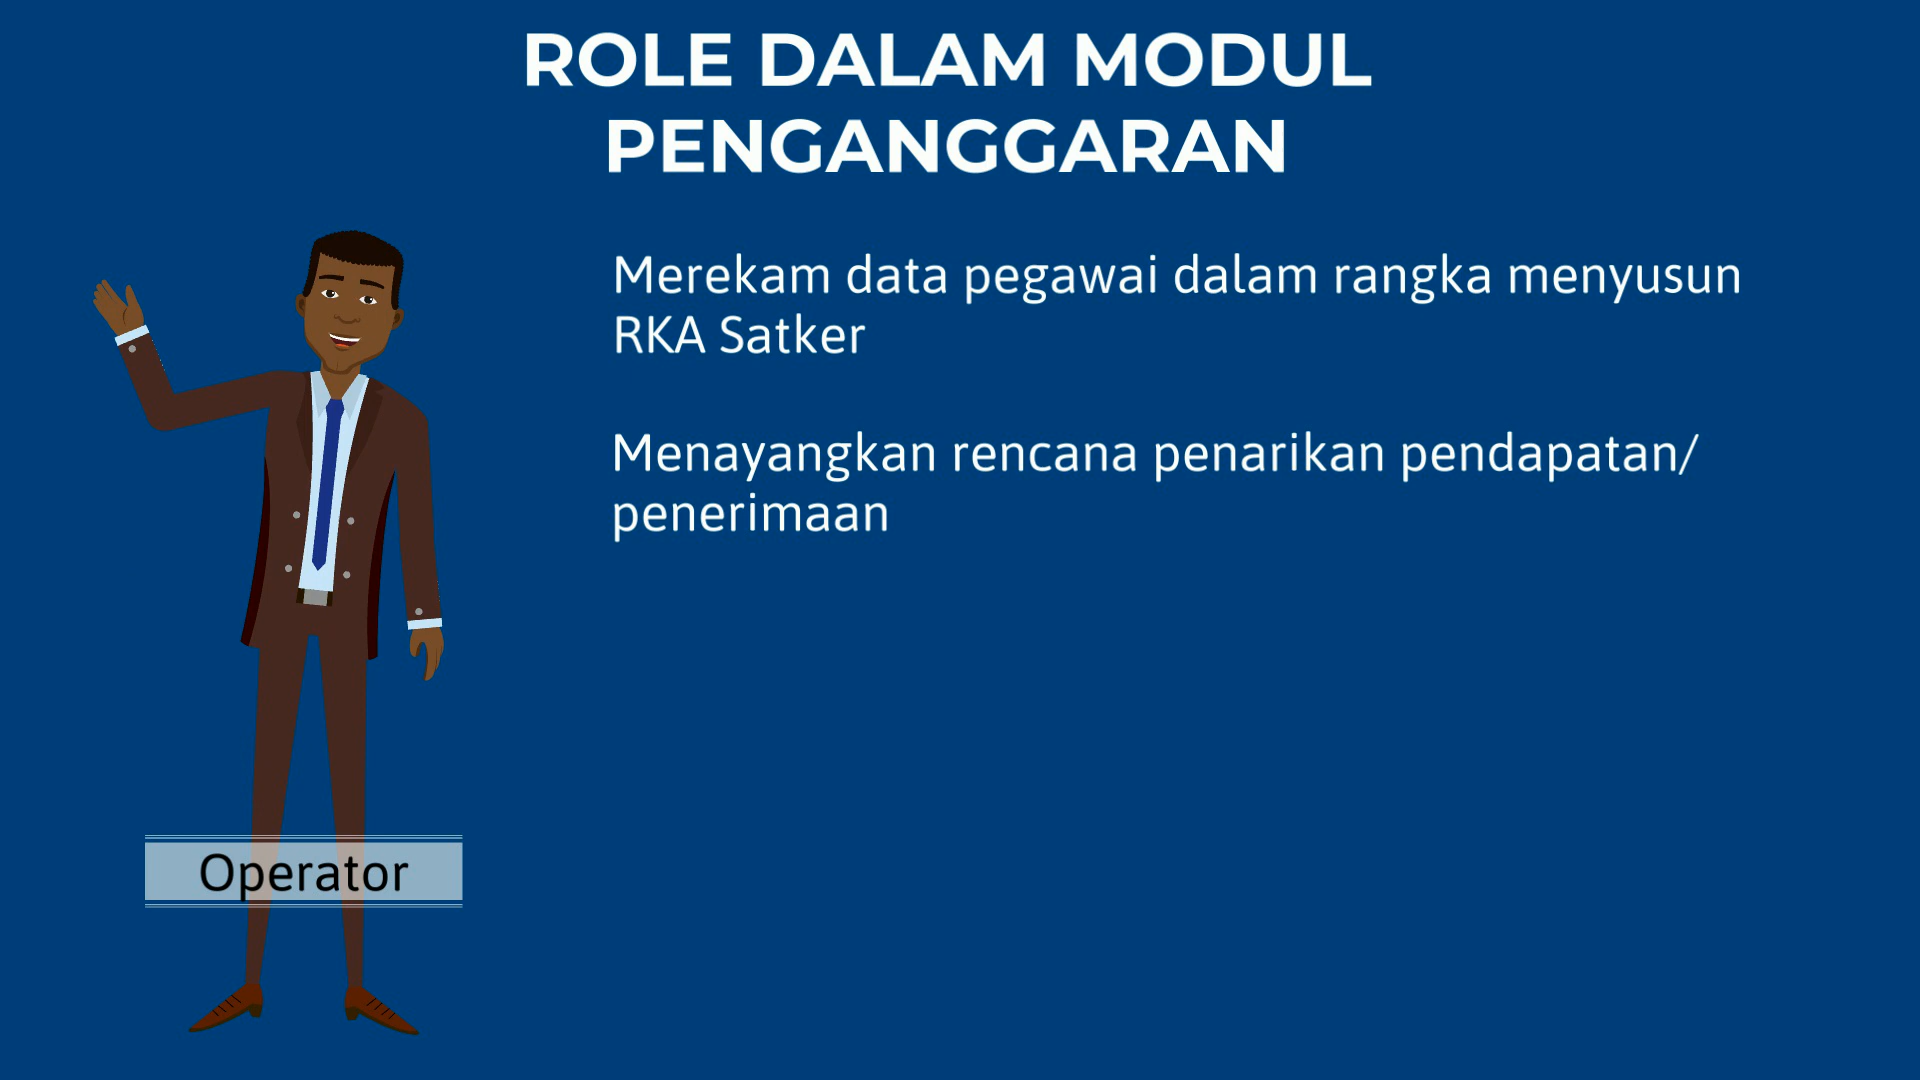 ROLE DALAM MODUL
PENGANGGARAN
Merekam data pegawai dalam rangka menyusun
RKA Satker
Menayangkan rencana penarikan pendapatan/
penerimaan
Operator